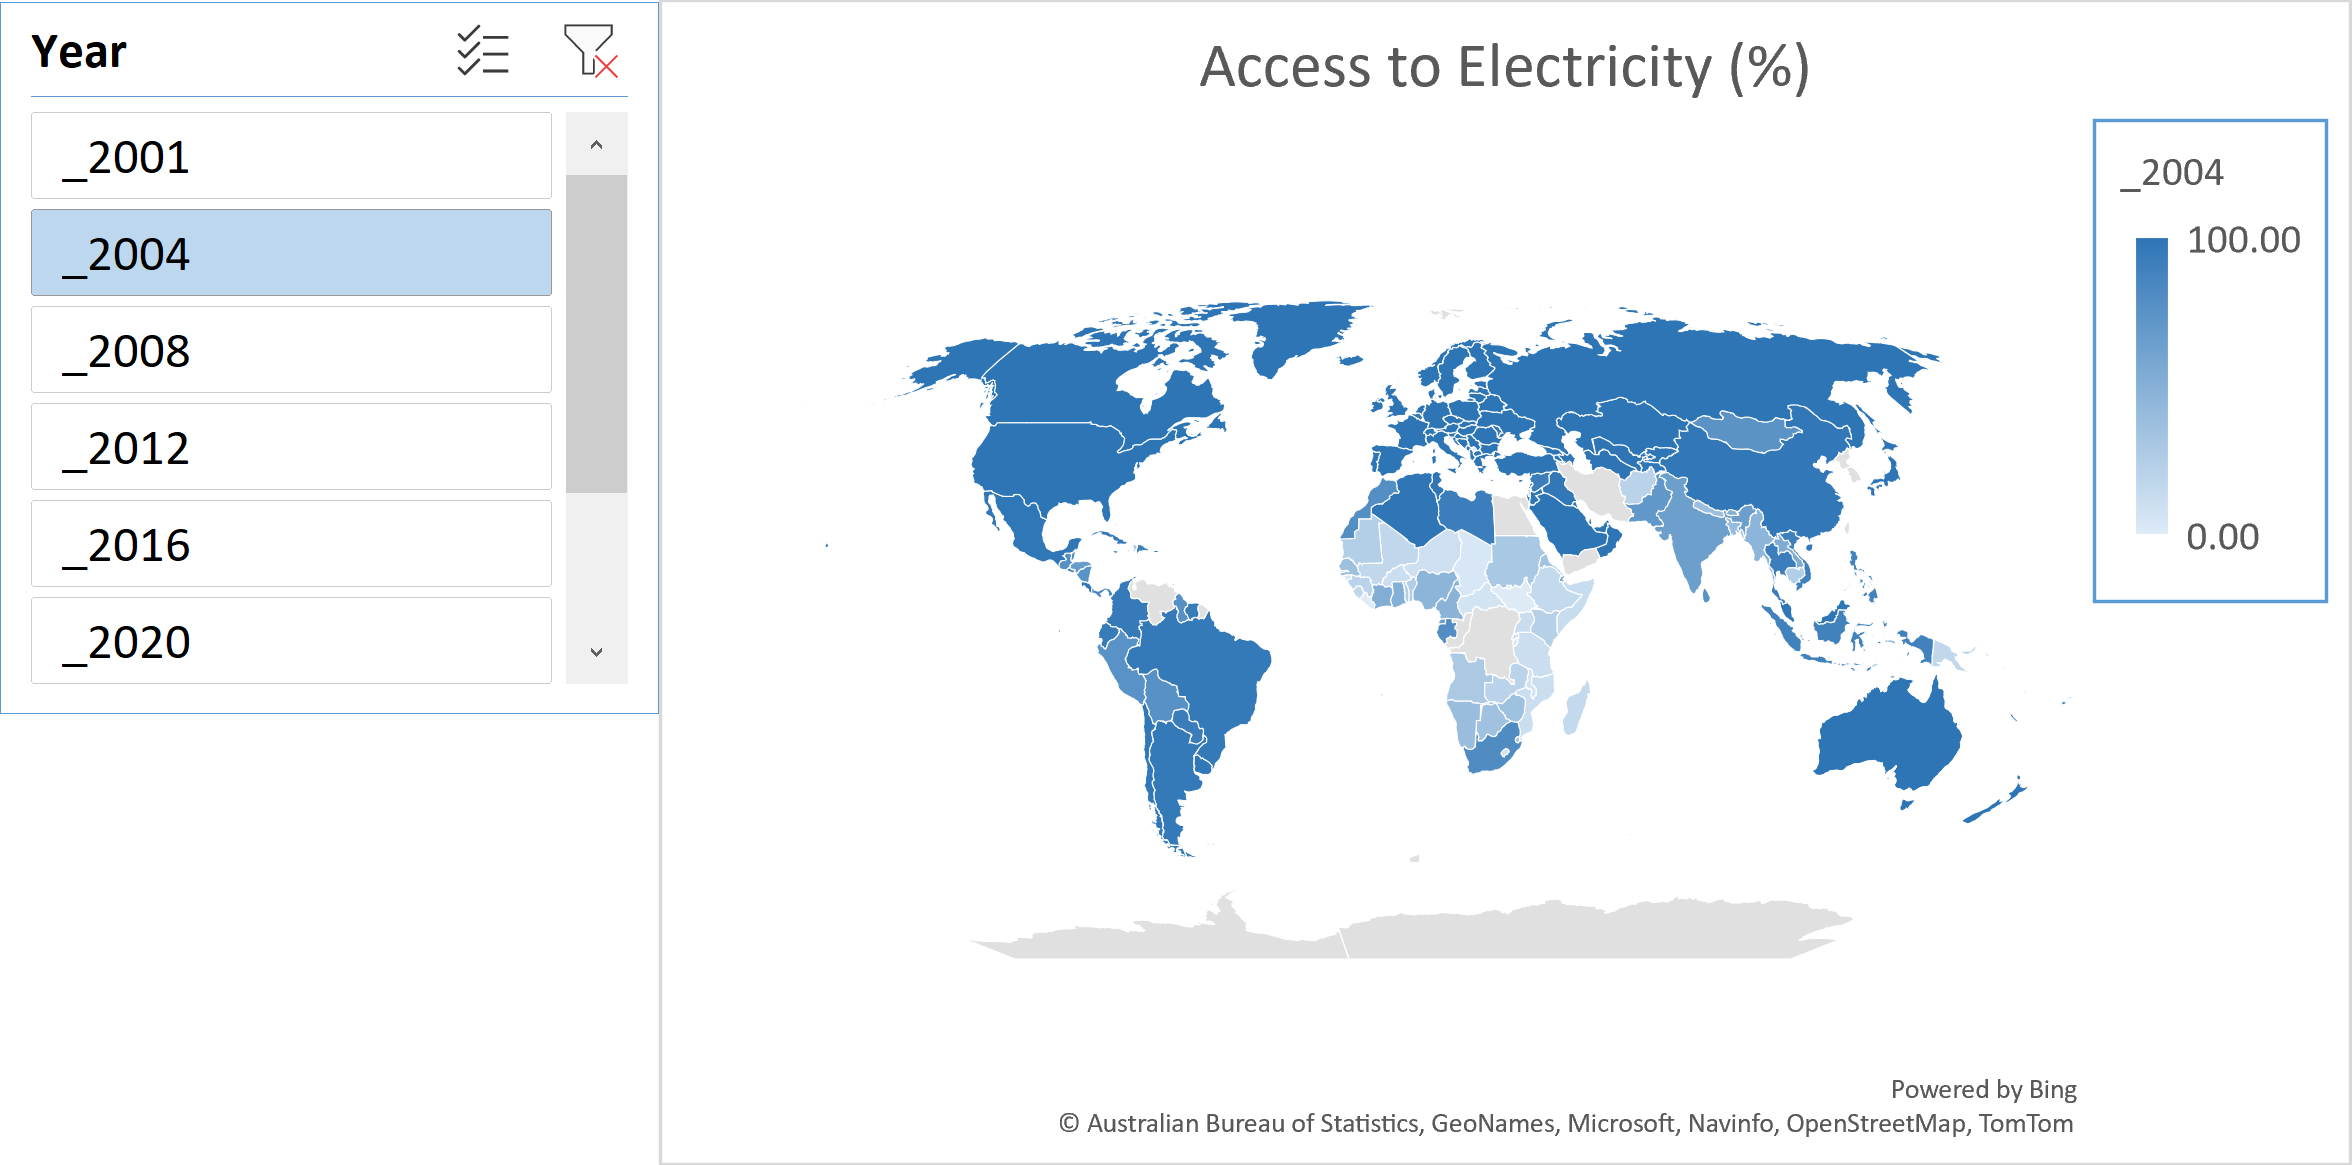 Year
_2001
_2004
_2008
_2012
_2016
_2020
Access to Electricity (%)
_2004
100.00
0.00
Powered by Bing
© Australian Bureau of Statistics, GeoNames, Microsoft, Navinfo, OpenStreetMap, TomTom